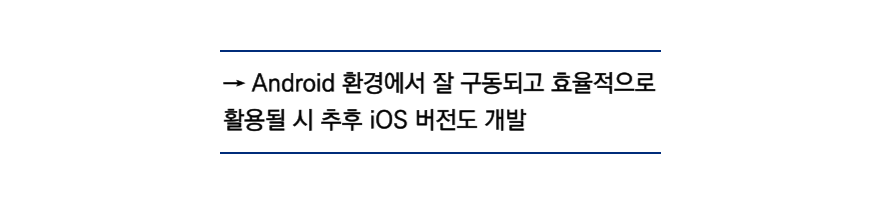 → Android 환경에서 잘 구동되고 효율적으로
활용될 시 추후 iOS 버전도 개발